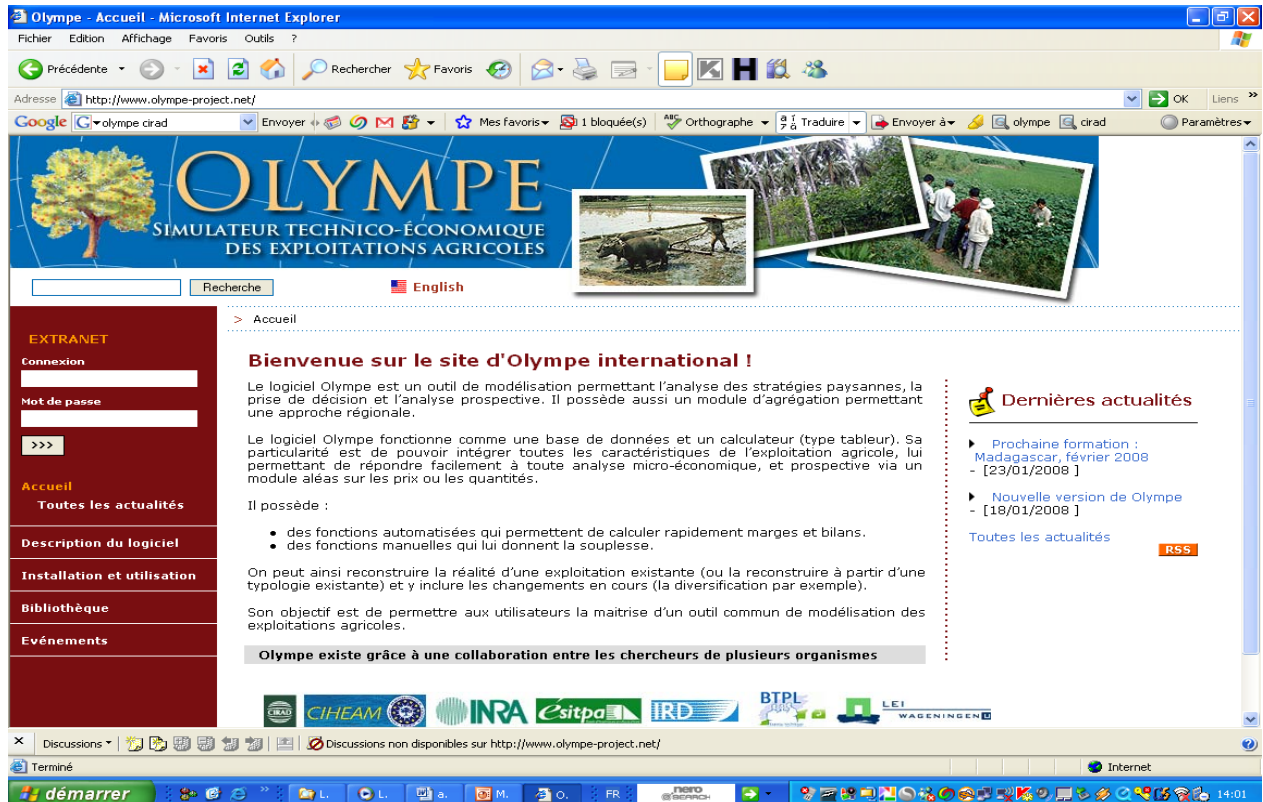 Olympe - Accueil - Microsoft Internet Explorer
Fichier Edition Affichage Favoris Outils ?
Précédente Rechercher Favoris
Adresse http://www.olympe-project.net/ OK Liens »
Google olympe cirad Envoyer Mes favoris 1 bloquée(s) Orthographe Traduire Envoyer à olympe cirad Paramètres
OLYMPE
SIMULATEUR TECHNICO-ÉCONOMIQUE
DES EXPLOITATIONS AGRICOLES
Recherche English
> Accueil
EXTRANET
Connexion
Mot de passe
>>>
Accueil
Toutes les actualités
Description du logiciel
Installation et utilisation
Bibliothèque
Evénements
Bienvenue sur le site d'Olympe international !
Le logiciel Olympe est un outil de modélisation permettant l'analyse des stratégies paysannes, la
prise de décision et l'analyse prospective. Il possède aussi un module d'agrégation permettant
une approche régionale.
Le logiciel Olympe fonctionne comme une base de données et un calculateur (type tableur). Sa
particularité est de pouvoir intégrer toutes les caractéristiques de l'exploitation agricole, lui
permettant de répondre facilement à toute analyse micro-économique, et prospective via un
module aléas sur les prix ou les quantités.
Il possède :
• des fonctions automatisées qui permettent de calculer rapidement marges et bilans.
• des fonctions manuelles qui lui donnent la souplesse.
On peut ainsi reconstruire la réalité d'une exploitation existante (ou la reconstruire à partir d'une
typologie existante) et y inclure les changements en cours (la diversification par exemple).
Son objectif est de permettre aux utilisateurs la maitrise d'un outil commun de modélisation des
exploitations agricoles.
Olympe existe grâce à une collaboration entre les chercheurs de plusieurs organismes
CIRAD CIHEAM INRA Esitpa IRD BTPL LEI
WAGENINGEN
Dernières actualités
Prochaine formation :
Madagascar, février 2008
- [23/01/2008 ]
Nouvelle version de Olympe
- [18/01/2008 ]
Toutes les actualités
RSS
Discussions Discussions non disponibles sur http://www.olympe-project.net/
Terminé Internet
démarrer L. L. a. M. O. FR nero SEARCH 14:01